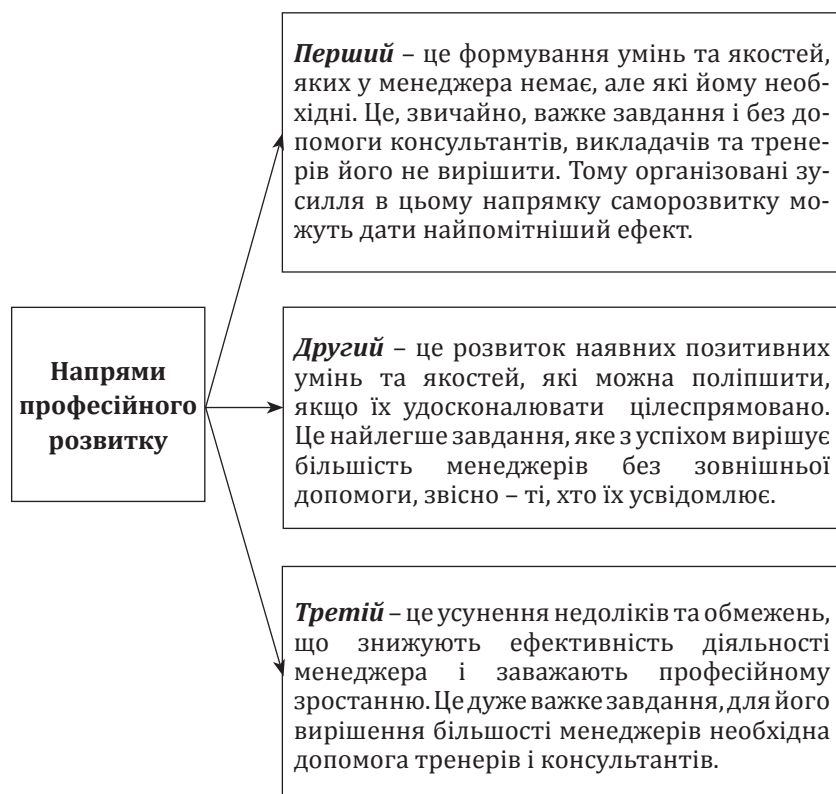 Перший – це формування умінь та якостей,
яких у менеджера немає, але які йому необ-
хідні. Це, звичайно, важке завдання і без до-
помоги консультантів, викладачів та трене-
рів його не вирішити. Тому організовані зу-
силля в цьому напрямку саморозвитку мо-
жуть дати найпомітніший ефект.
Напрями
професійного
розвитку
Другий – це розвиток наявних позитивних
умінь та якостей, які можна поліпшити,
якщо їх удосконалювати цілеспрямовано.
Це найлегше завдання, яке з успіхом вирішує
більшість менеджерів без зовнішньої
допомоги, звісно – ті, хто їх усвідомлює.
Третій – це усунення недоліків та обмежень,
що знижують ефективність діяльності
менеджера і заважають професійному
зростанню. Це дуже важке завдання, для його
вирішення більшості менеджерів необхідна
допомога тренерів і консультантів.